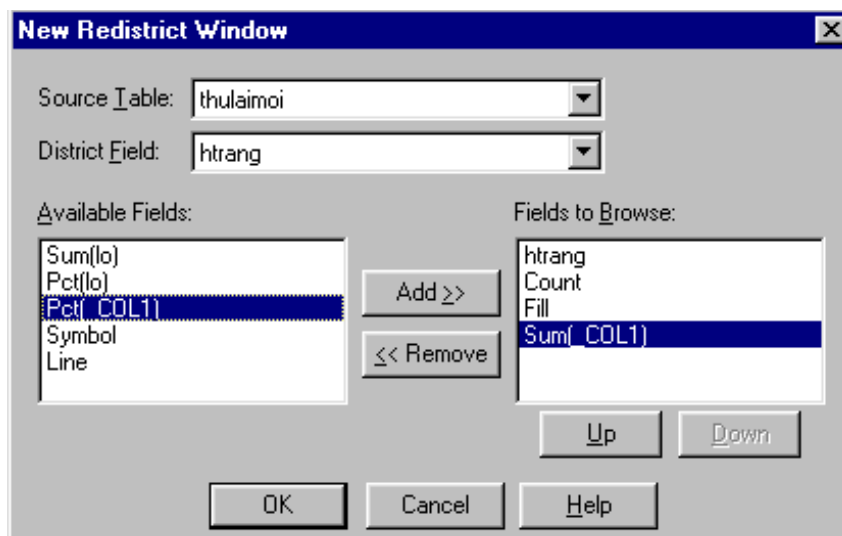 New Redistrict Window
Source Table: thulaimoi
District Field: htrang
Available Fields:
Sum(lo)
Pct(lo)
Pct(_COL1)
Symbol
Line
Add >>
<< Remove
Fields to Browse:
htrang
Count
Fill
Sum(_COL1)
Up
Down
OK
Cancel
Help